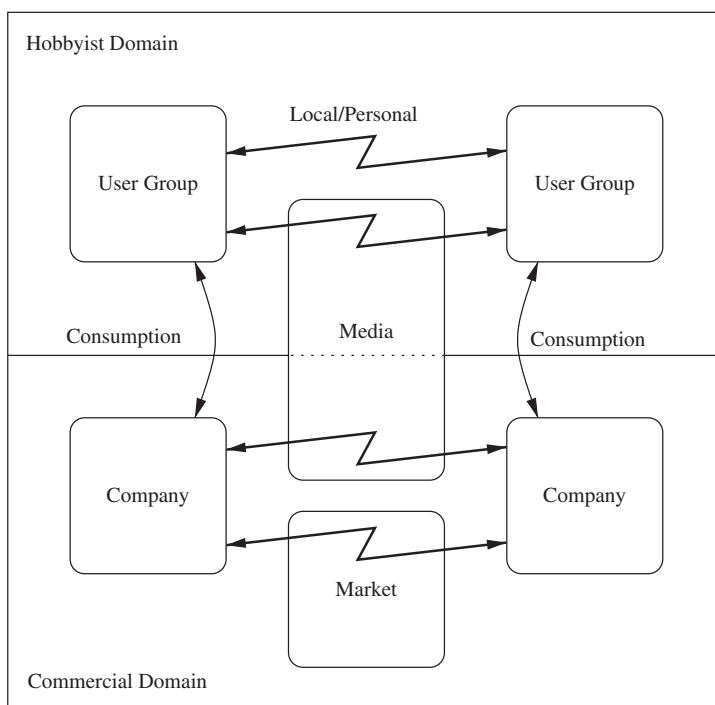 Hobbyist Domain
Local/Personal
User Group
User Group
Consumption
Media
Consumption
Company
Company
Market
Commercial Domain